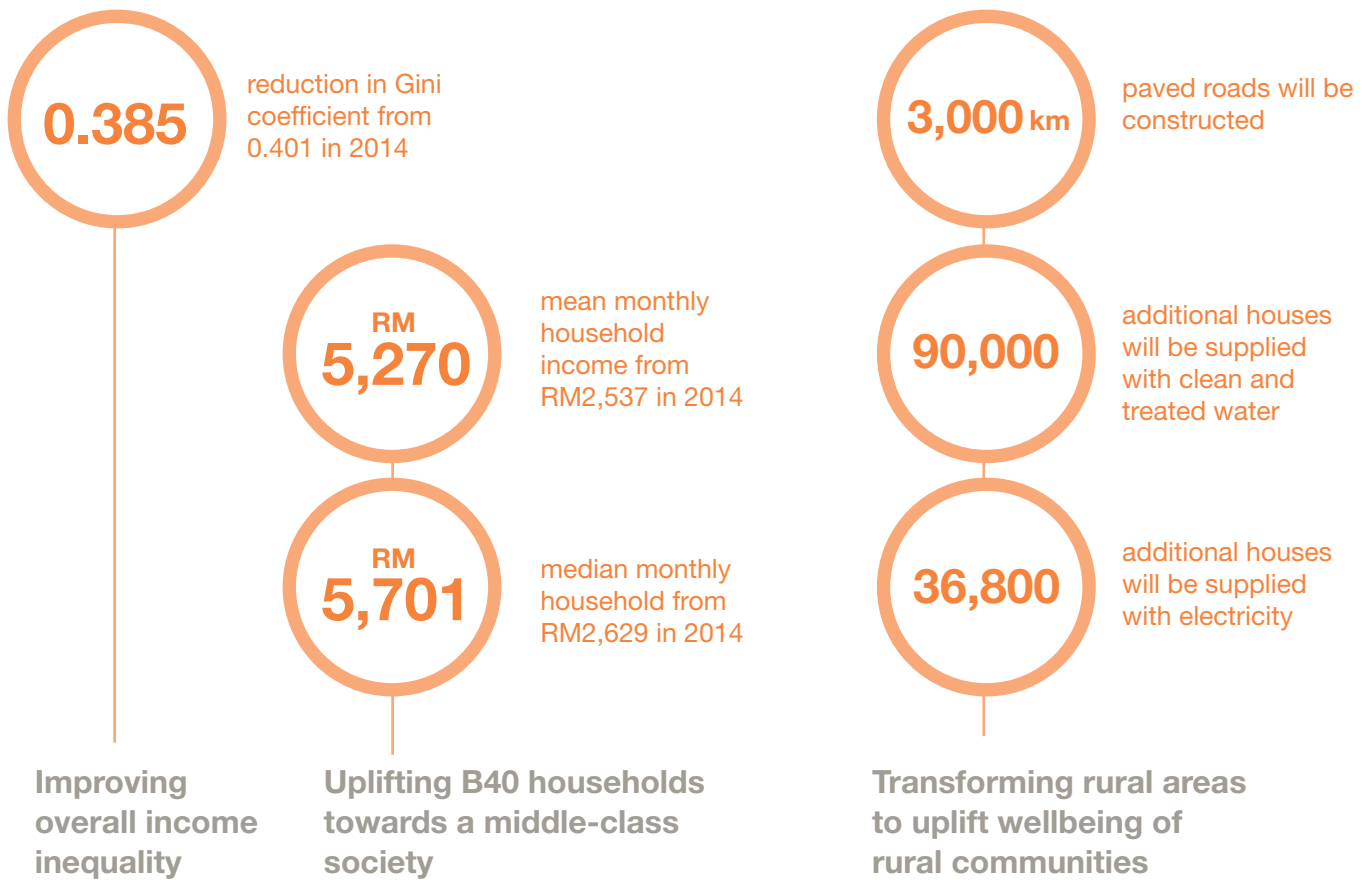 0.385
reduction in Gini
coefficient from
0.401 in 2014
Improving
overall income
inequality
RM
5,270
mean monthly
household
income from
RM2,537 in 2014
RM
5,701
median monthly
household from
RM2,629 in 2014
Uplifting B40 households
towards a middle-class
society
3,000 km
paved roads will be
constructed
90,000
additional houses
will be supplied
with clean and
treated water
36,800
additional houses
will be supplied
with electricity
Transforming rural areas
to uplift wellbeing of
rural communities